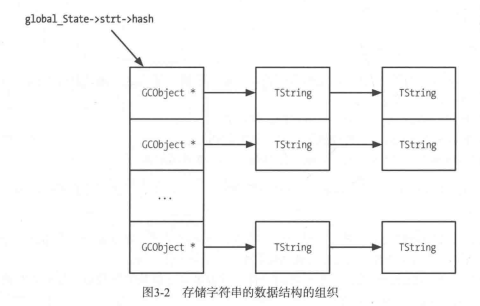 global_State->strt->hash
GCObject * TString TString
GCObject * TString TString
...
GCObject * TString TString
图3-2 存储字符串的数据结构的组织